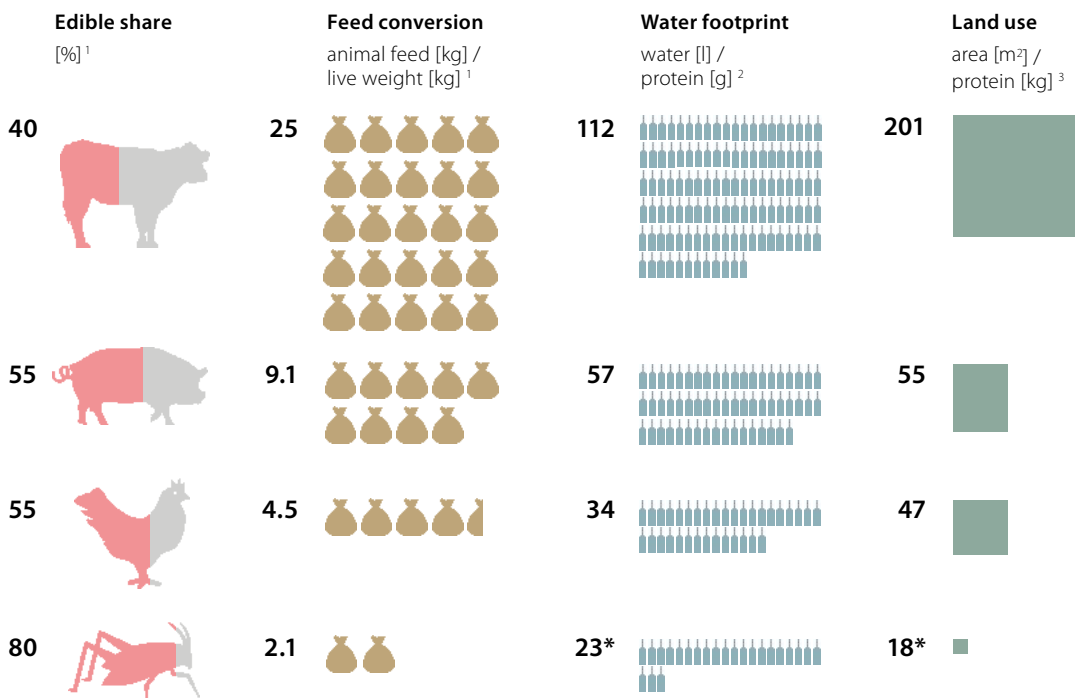 Edible share
[%] 1
Feed conversion
animal feed [kg] /
live weight [kg] 1
Water footprint
water [l] /
protein [g] 2
Land use
area [m2] /
protein [kg] 3
40
25
112
201
55
9.1
57
55
55
4.5
34
47
80
2.1
23*
18*